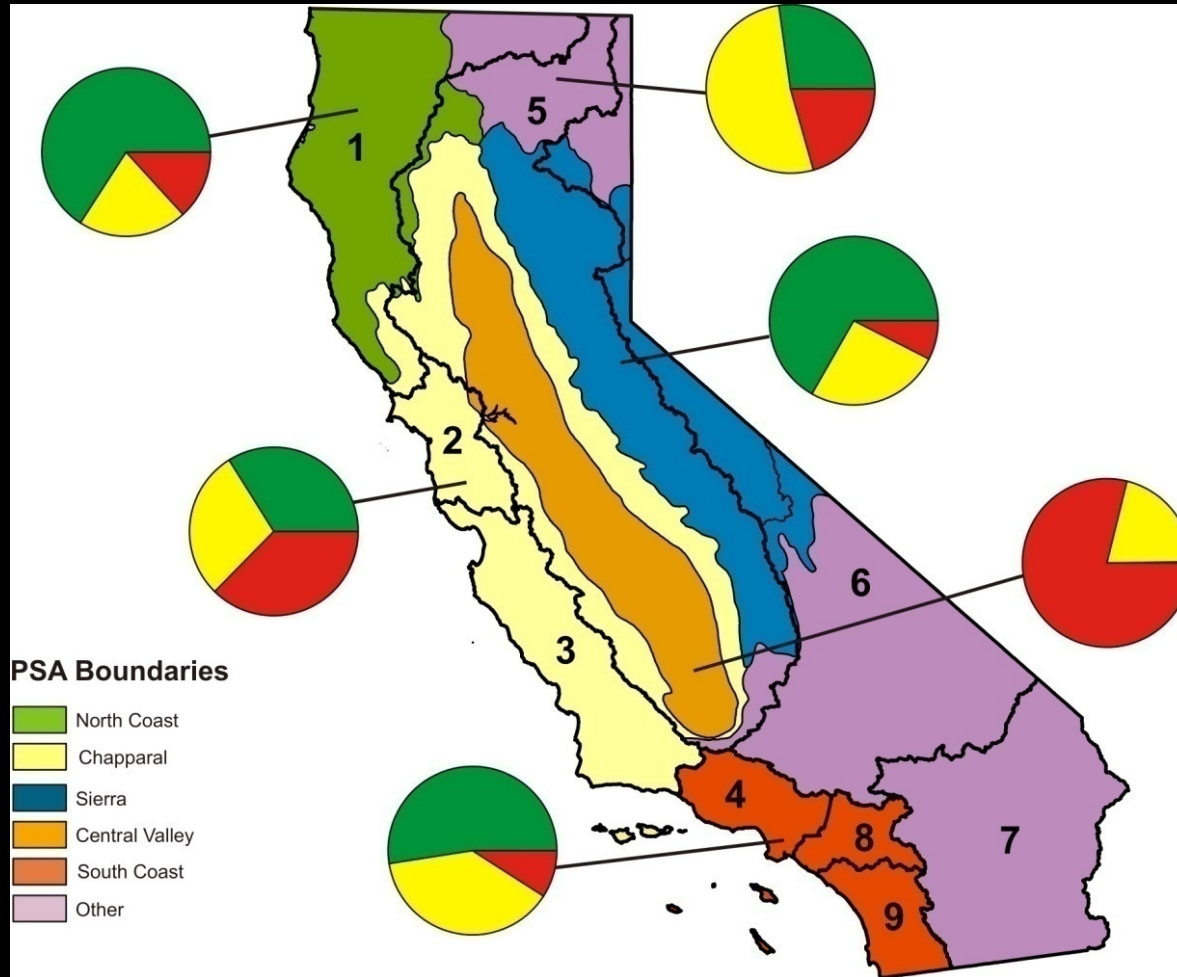 1
5
2
6
3
PSA Boundaries
North Coast
Chapparal
Sierra
Central Valley
South Coast
Other
4
8
7
9